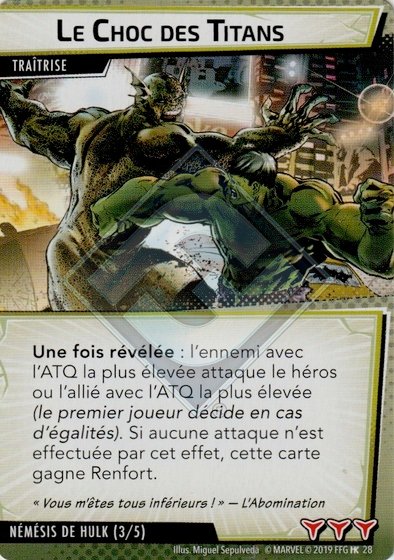 Le Choc des Titans
TRAÎTRISE
Une fois révélée : l'ennemi avec
l'ATQ la plus élevée attaque le héros
ou l'allié avec l'ATQ la plus élevée
(le premier joueur décide en cas
d'égalités). Si aucune attaque n'est
effectuée par cet effet, cette carte
gagne Renfort.
« Vous m'êtes tous inférieurs ! » — L'Abomination
Illus. Miguel Sepulveda © MARVEL © 2019 FFG HK 28
NÉMÉSIS DE HULK (3/5)